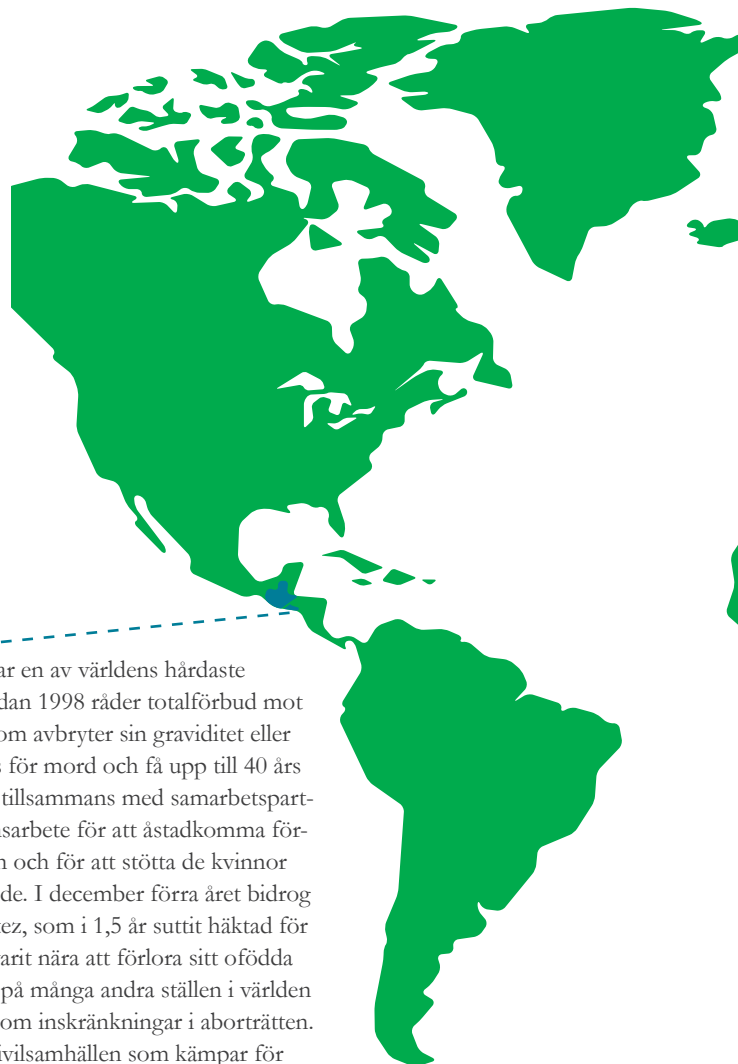 ar en av världens hårdaste
dan 1998 råder totalförbud mot
om avbryter sin graviditet eller
s för mord och få upp till 40 års
tillsammans med samarbetspart-
nsarbete för att åstadkomma för-
n och för att stötta de kvinnor
de. I december förra året bidrog
tez, som i 1,5 år suttit häktad för
arit nära att förlora sitt ofödda
på många andra ställen i världen
om inskränkningar i aborträtten.
ivilsamhällen som kämpar för